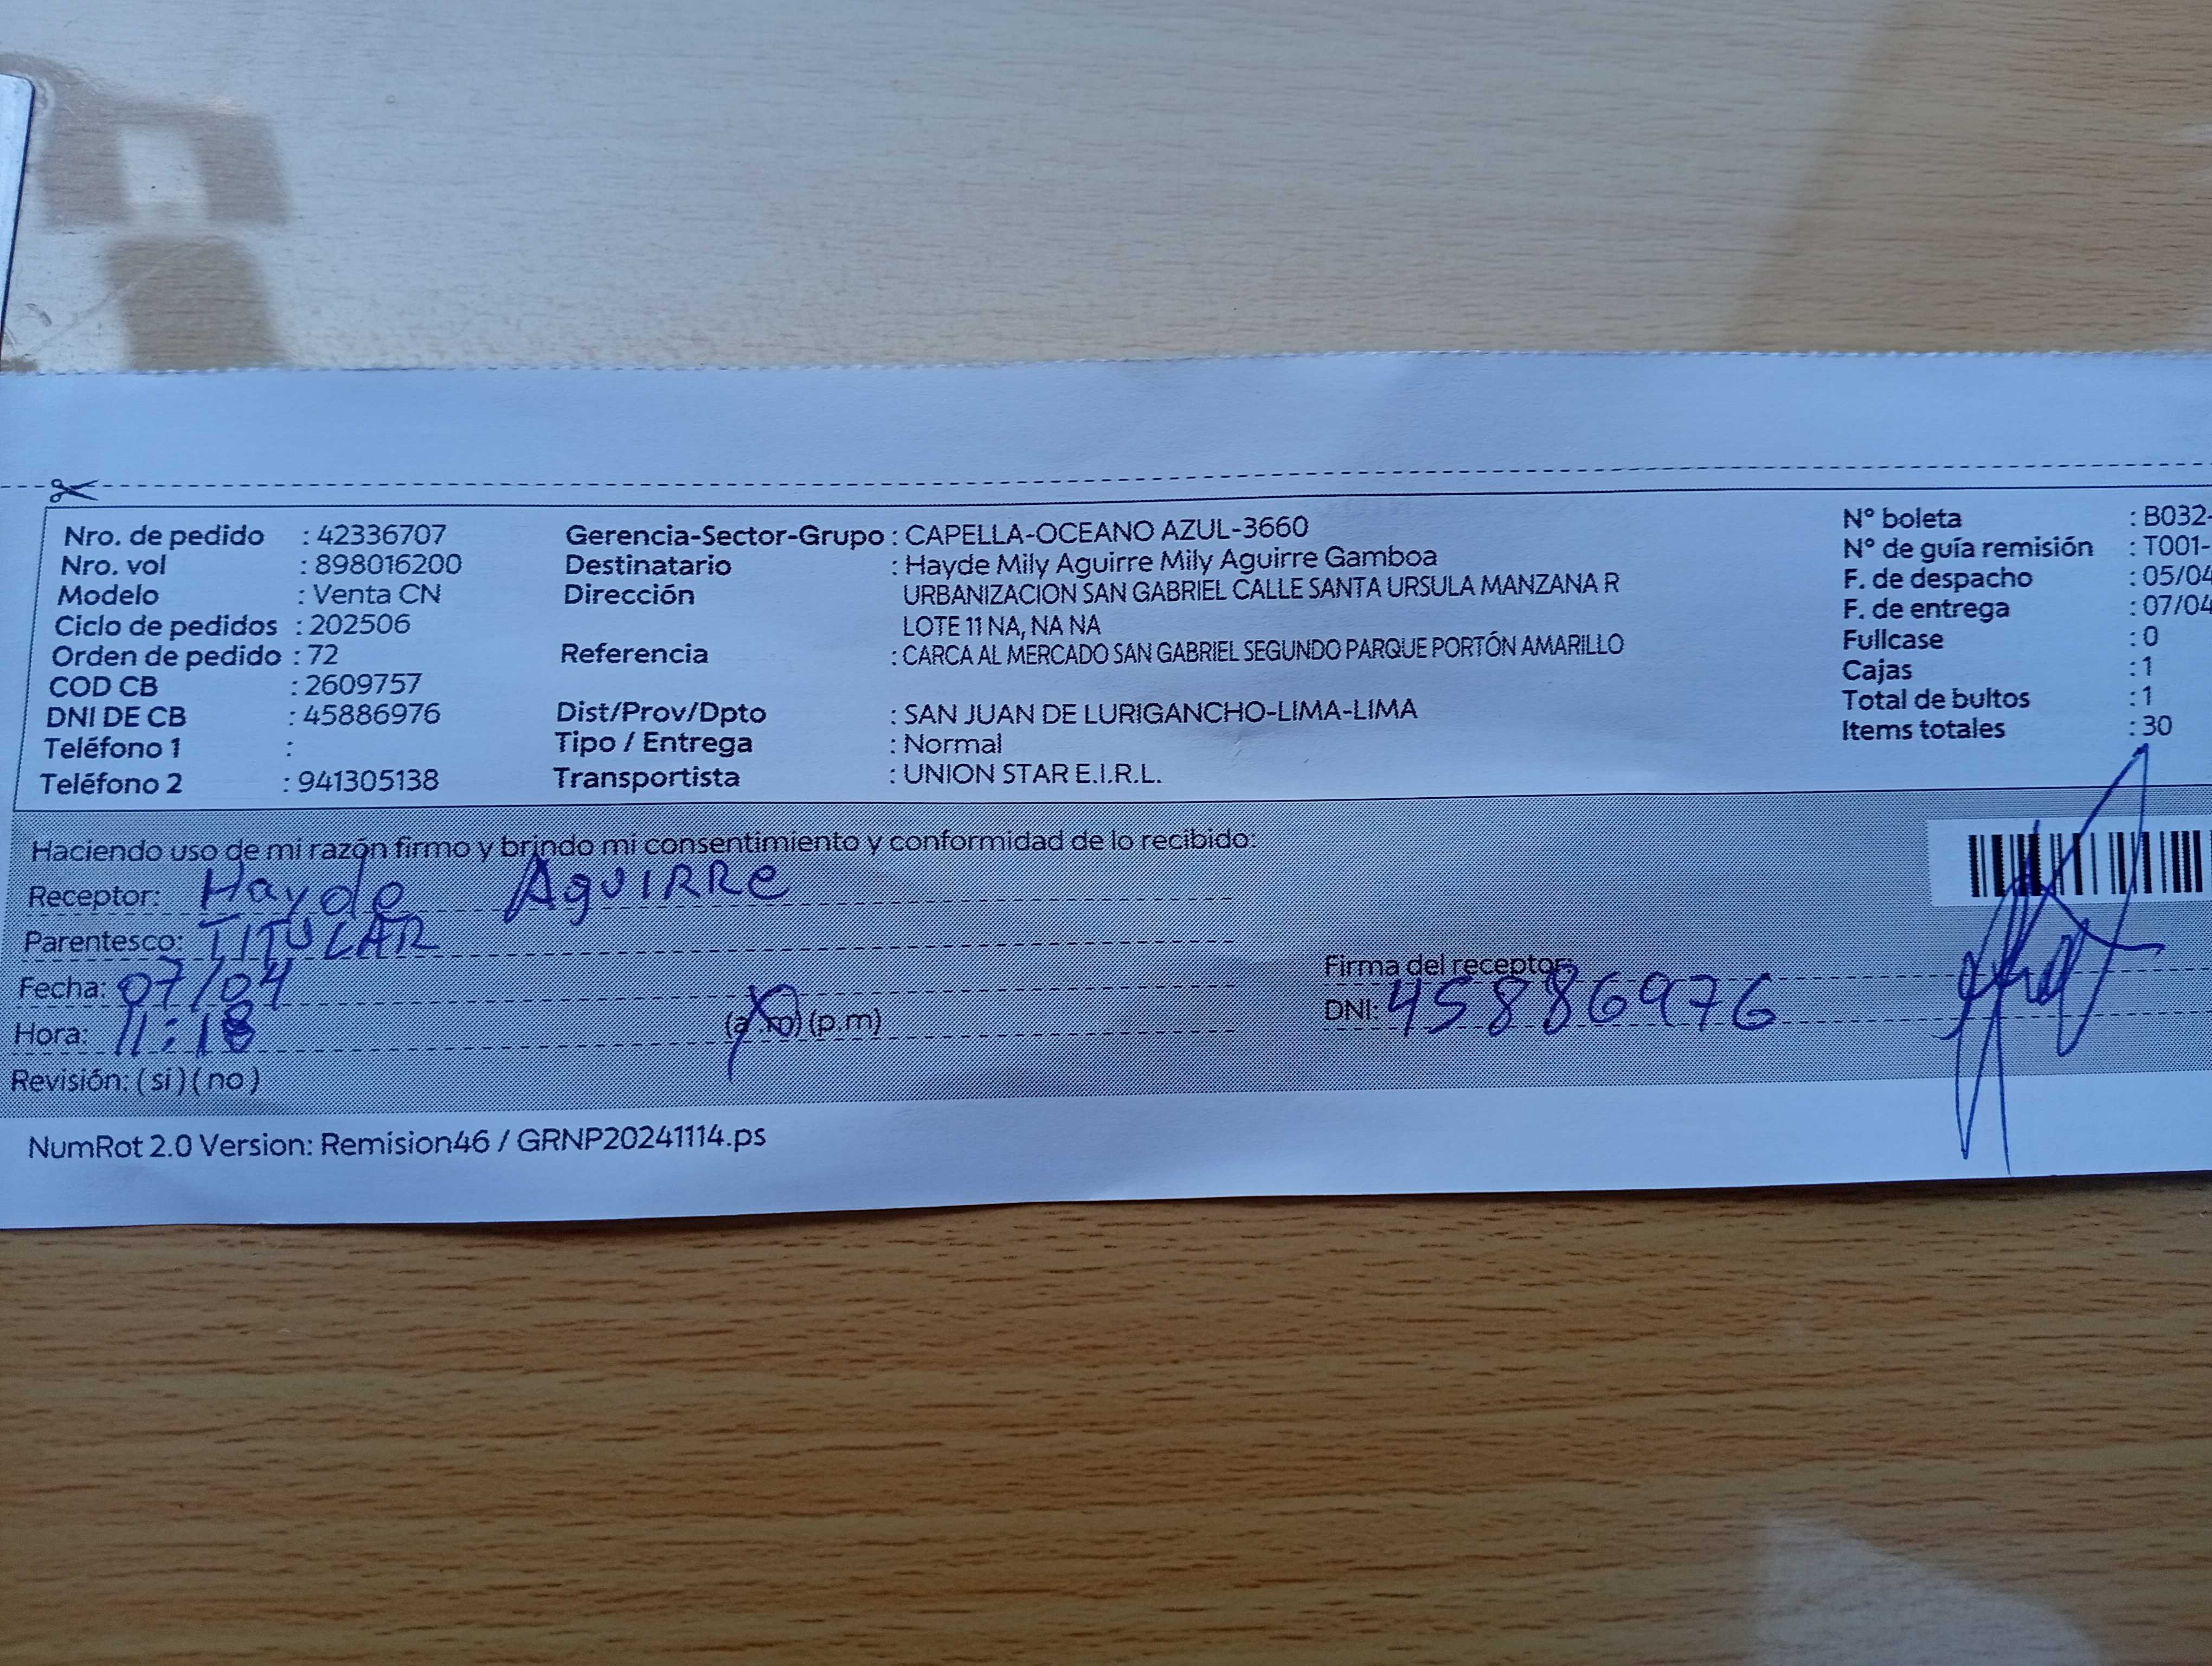 Nro. de pedido : 42336707
Nro. vol : 898016200
Modelo : Venta CN
Ciclo de pedidos : 202506
Orden de pedido : 72
COD CB : 2609757
DNI DE CB : 45886976
Teléfono 1 :
Teléfono 2 : 941305138
Gerencia-Sector-Grupo : CAPELLA-OCEANO AZUL-3660
Destinatario : Hayde Mily Aguirre Mily Aguirre Gamboa
Dirección URBANIZACION SAN GABRIEL CALLE SANTA URSULA MANZANA R
LOTE 11 NA, NA NA
Referencia : CARCA AL MERCADO SAN GABRIEL SEGUNDO PARQUE PORTÓN AMARILLO
Dist/Prov/Dpto : SAN JUAN DE LURIGANCHO-LIMA-LIMA
Tipo / Entrega : Normal
Transportista : UNION STAR E.I.R.L.
N° boleta : B032-
N° de guía remisión : T001-
F. de despacho : 05/04
F. de entrega : 07/04
Fullcase : 0
Cajas : 1
Total de bultos : 1
Items totales : 30
Haciendo uso de mi razón firmo y brindo mi consentimiento y conformidad de lo recibido:
Receptor: Hayde AguIRRe
Parentesco: TITULAR
Fecha: 07/04
Hora: 11:18 (a.m) (p.m)
Revisión: (si) (no)
Firma del receptor:
DNI: 45886976
NumRot 2.0 Version: Remision46 / GRNP20241114.ps